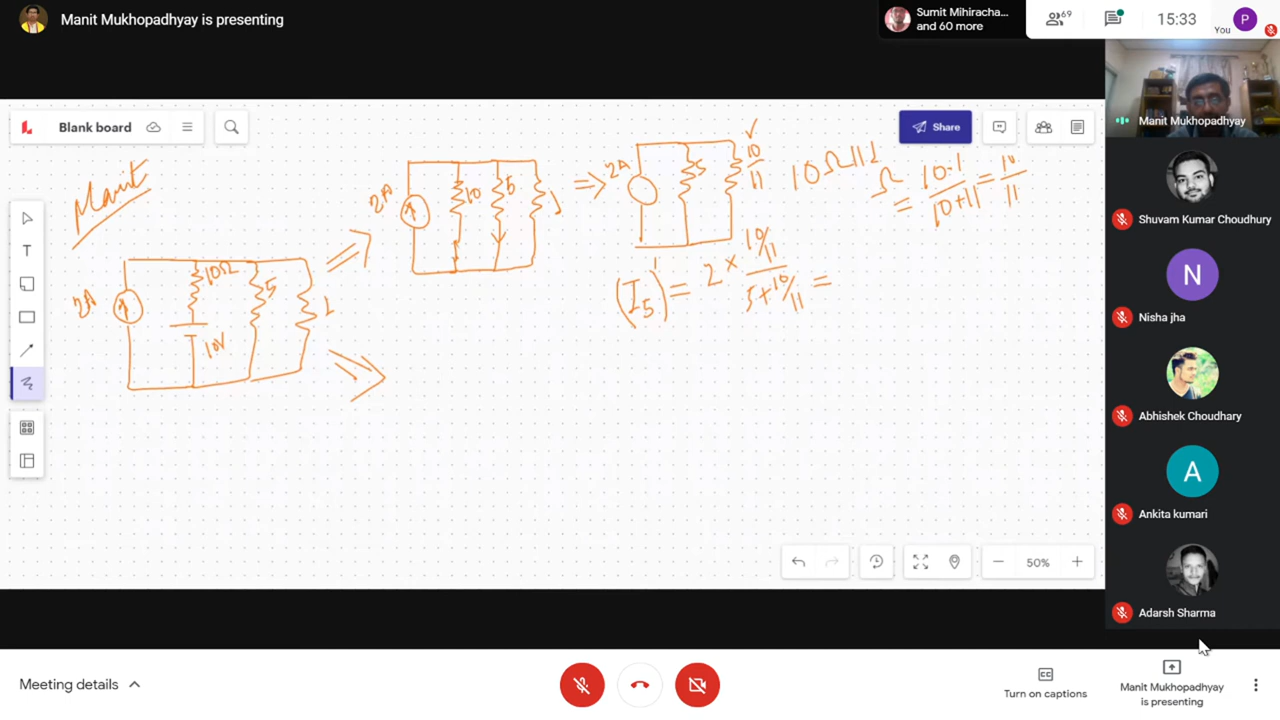 Manit Mukhopadhyay is presenting
Sumit Mihiracha...
and 60 more
69
15:33
You
P
Blank board
Share
Manit
2A
10Ω
10V
5
1
2A
10
5
1
2A
5
10/11
10Ω || 1
Ω
= 10·1/10+11 = 10/11
(I5)' = 2 × 10/11 / 5+10/11 =
50%
Manit Mukhopadhyay
Shuvam Kumar Choudhury
N
Nisha jha
Abhishek Choudhary
A
Ankita kumari
Adarsh Sharma
Meeting details
Turn on captions
Manit Mukhopadhyay
is presenting